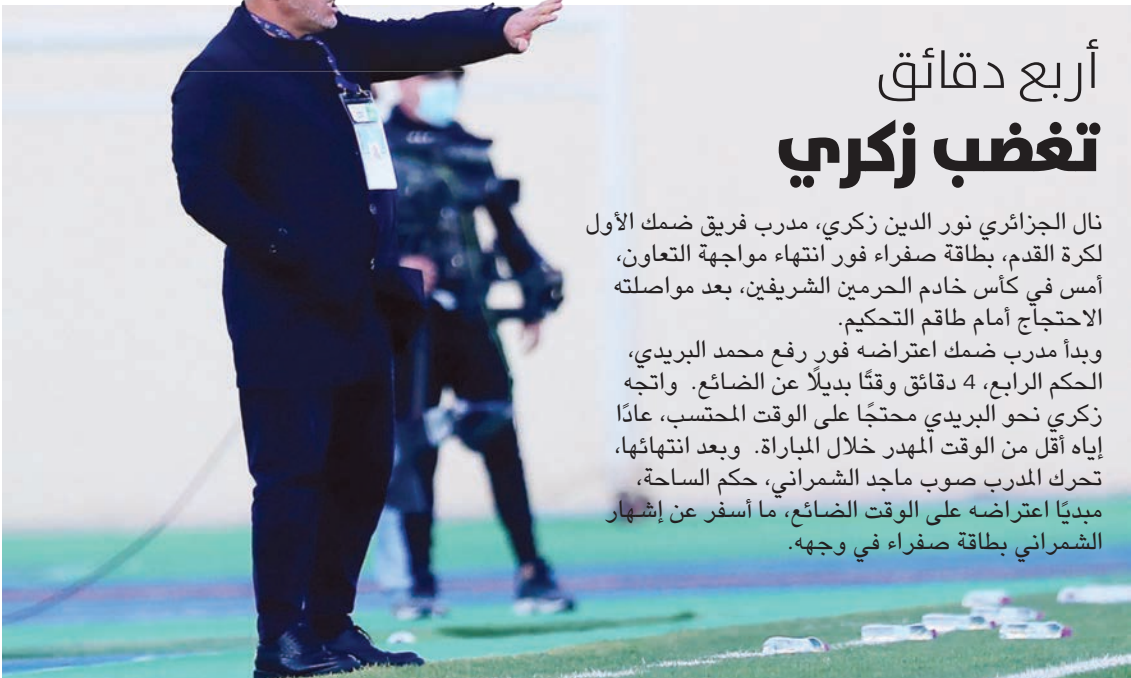 أربع دقائق
تغضب زكري
نال الجزائري نور الدين زكري، مدرب فريق ضمك الأول
لكرة القدم، بطاقة صفراء فور انتهاء مواجهة التعاون،
أمس في كأس خادم الحرمين الشريفين، بعد مواصلته
الاحتجاج أمام طاقم التحكيم.
وبدأ مدرب ضمك اعتراضه فور رفع محمد البريدي،
الحكم الرابع، 4 دقائق وقتًا بديلًا عن الضائع. واتجه
زكري نحو البريدي محتجًا على الوقت المحتسب، عادًا
إياه أقل من الوقت المهدر خلال المباراة. وبعد انتهائها،
تحرك المدرب صوب ماجد الشمراني، حكم الساحة،
مبديًا اعتراضه على الوقت الضائع، ما أسفر عن إشهار
الشمراني بطاقة صفراء في وجهه.